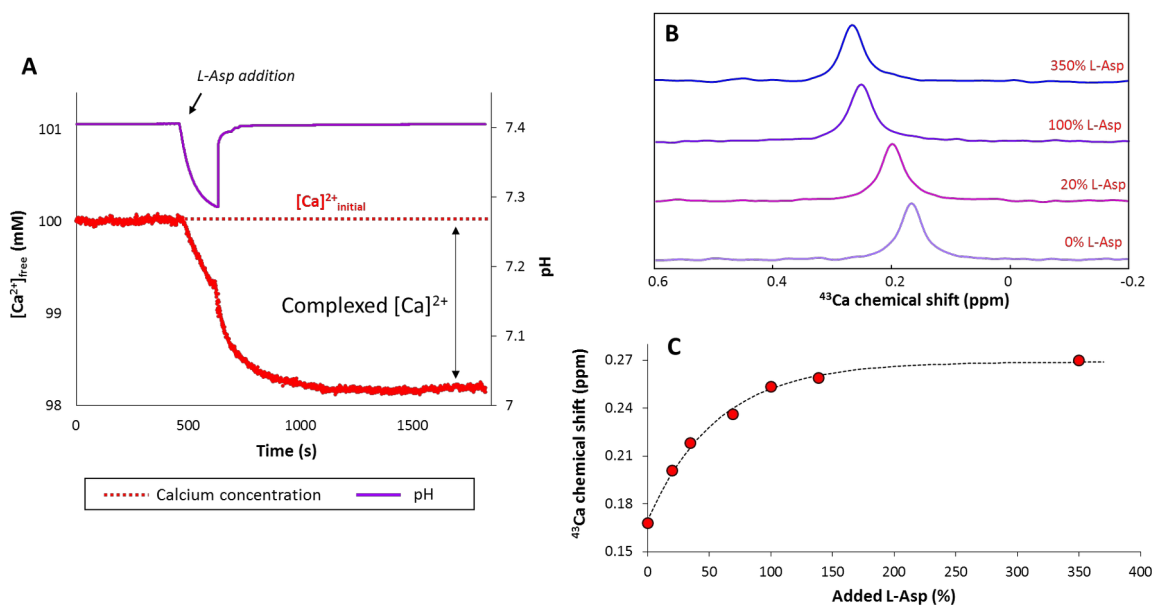 A
L-Asp addition
101
100
99
98
[Ca²⁺]free (mM)
[Ca]²⁺initial
Complexed [Ca]²⁺
7.4
7.3
7.2
7.1
7
pH
0
500
1000
1500
Time (s)
Calcium concentration
pH
B
350% L-Asp
100% L-Asp
20% L-Asp
0% L-Asp
0.6
0.4
0.2
0
-0.2
⁴³Ca chemical shift (ppm)
C
0.27
0.24
0.21
0.18
0.15
⁴³Ca chemical shift (ppm)
0
50
100
150
200
250
300
350
400
Added L-Asp (%)